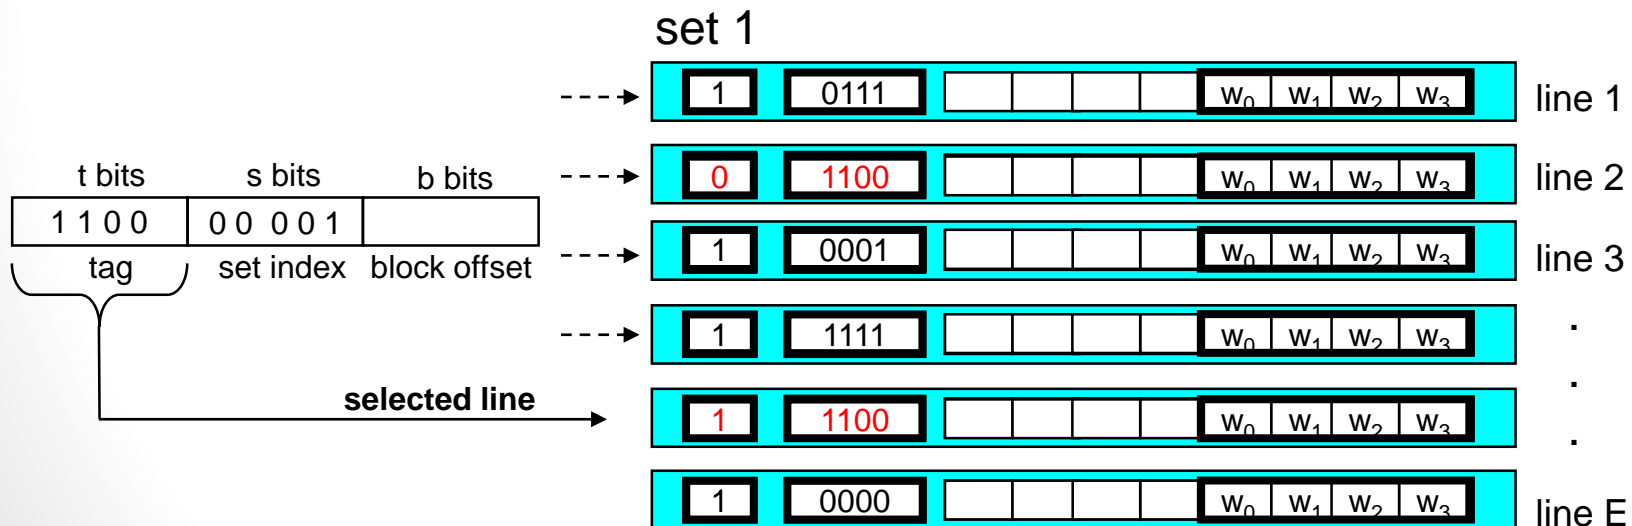 set 1
1 0111 w0 w1 w2 w3 line 1
t bits s bits b bits
0 1100 w0 w1 w2 w3 line 2
1 1 0 0 0 0 0 0 1
1 0001 w0 w1 w2 w3 line 3
tag set index block offset
1 1111 w0 w1 w2 w3 .
.
selected line
1 1100 w0 w1 w2 w3
.
1 0000 w0 w1 w2 w3 line E